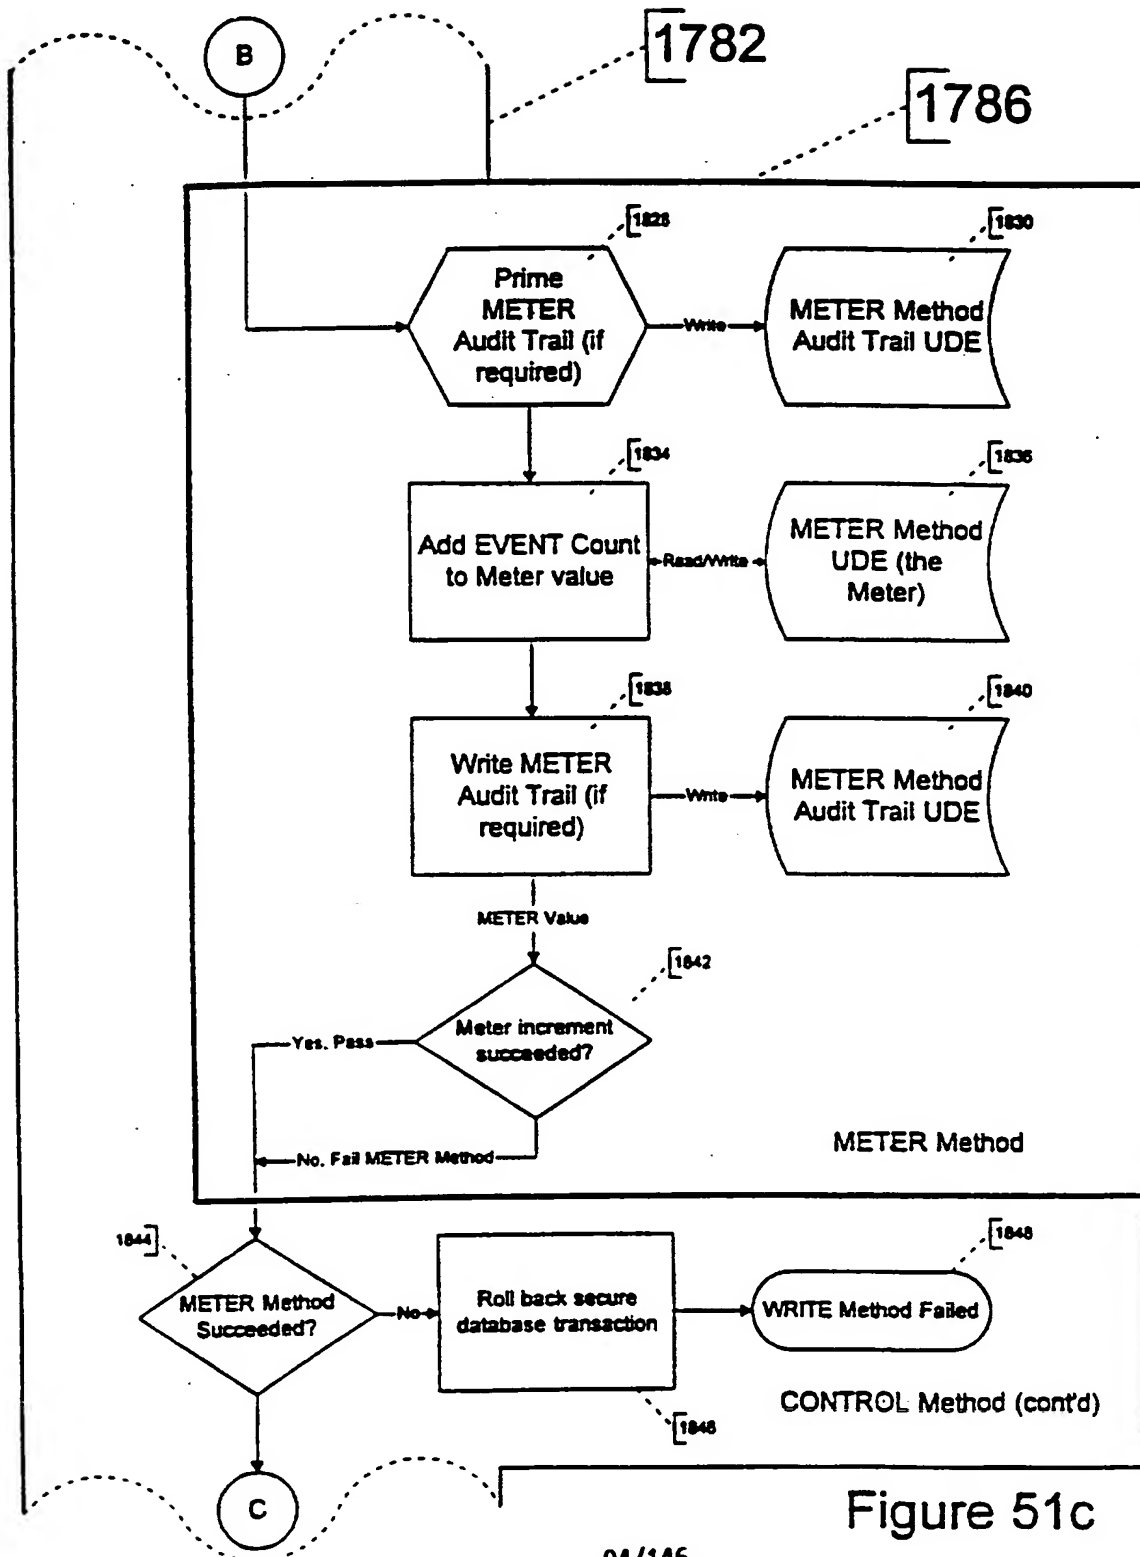 B
1782
1786
1828
Prime
METER
Audit Trail (if
required)
Write
1830
METER Method
Audit Trail UDE
1834
Add EVENT Count
to Meter value
Read/Write
1836
METER Method
UDE (the
Meter)
1838
Write METER
Audit Trail (if
required)
Write
1840
METER Method
Audit Trail UDE
METER Value
1842
Meter increment
succeeded?
Yes, Pass
No, Fail METER Method
METER Method
1844
METER Method
Succeeded?
No
Roll back secure
database transaction
1846
1848
WRITE Method Failed
CONTROL Method (cont'd)
C
Figure 51c